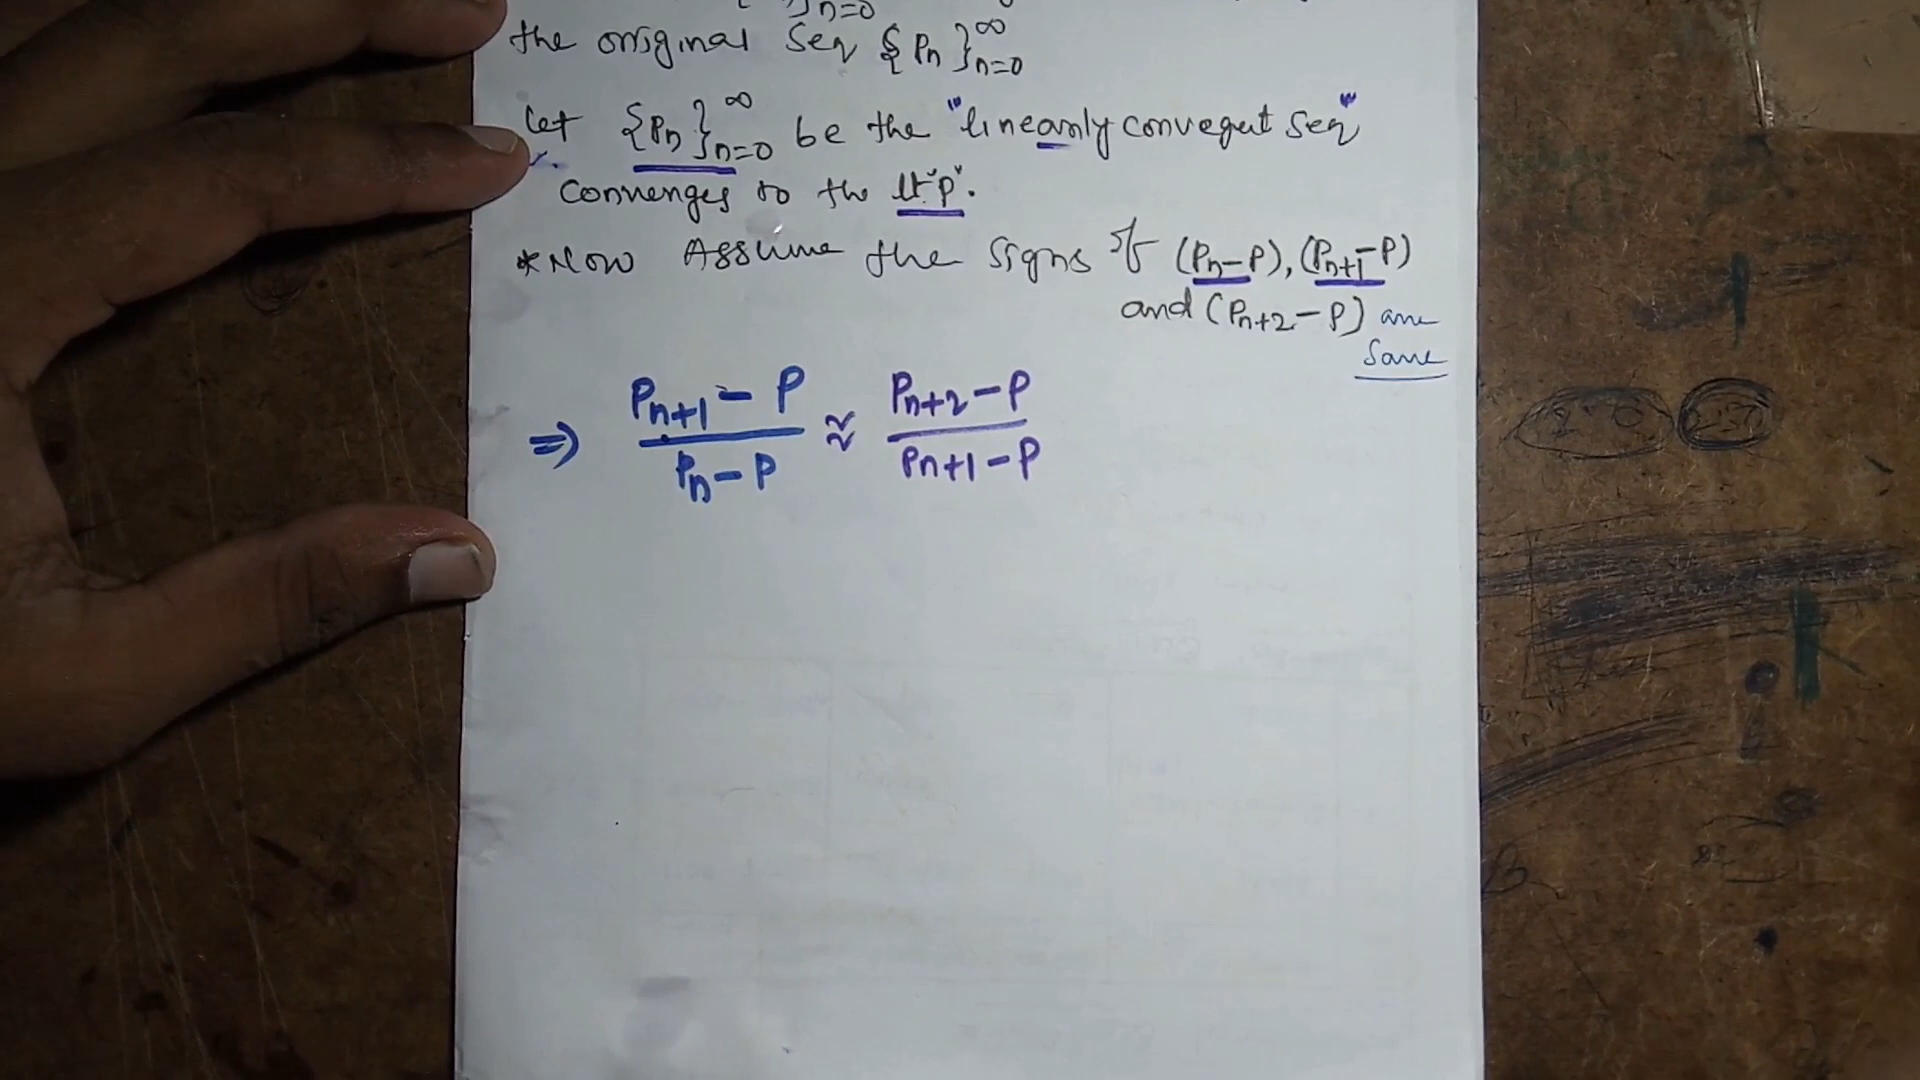 the original Seq {Pn}∞n=0
Let {Pn}∞n=0 be the "linearly convegent Seq"
Converges to the lt "p".
*Now Assume the Signs of (Pn-P), (Pn+1-P)
and (Pn+2-P) are
Same
⇒ Pn+1 - P / Pn - P ≈ Pn+2 - P / Pn+1 - P